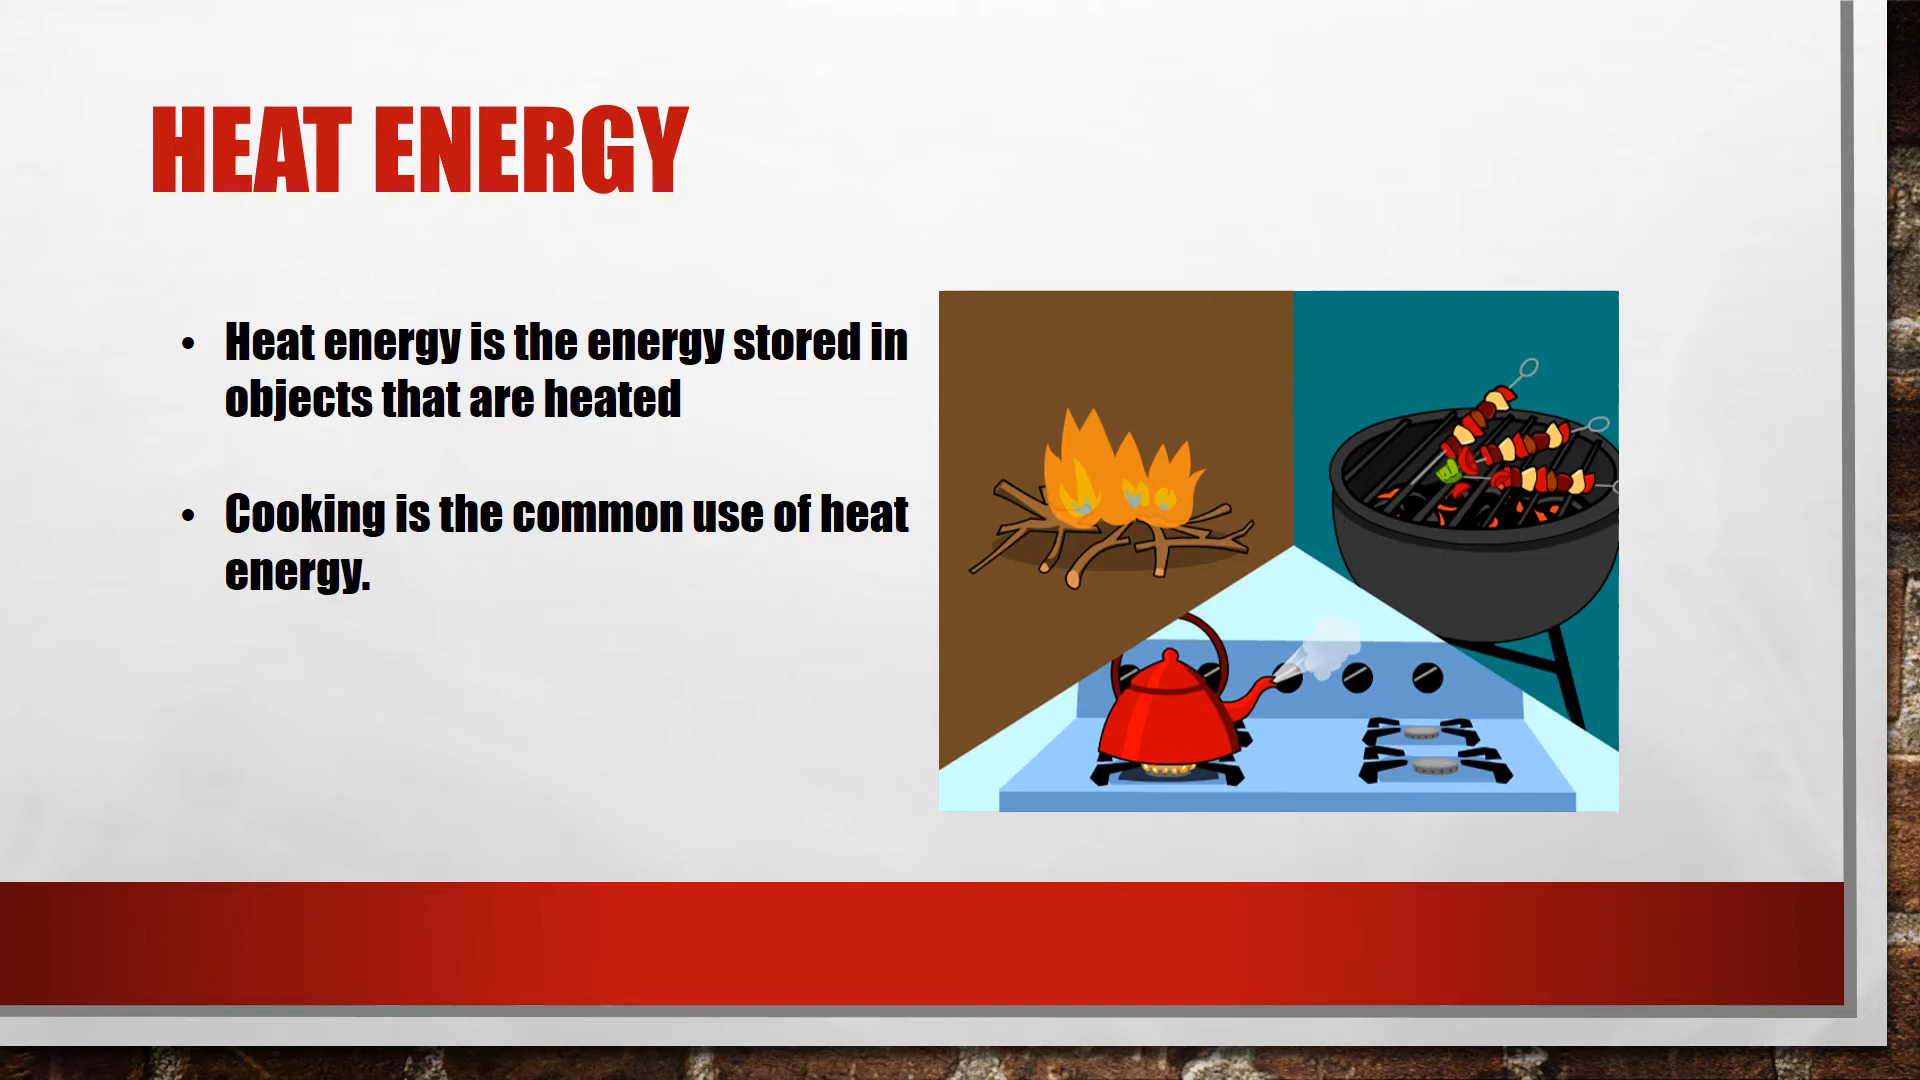 HEAT ENERGY
• Heat energy is the energy stored in
objects that are heated
• Cooking is the common use of heat
energy.